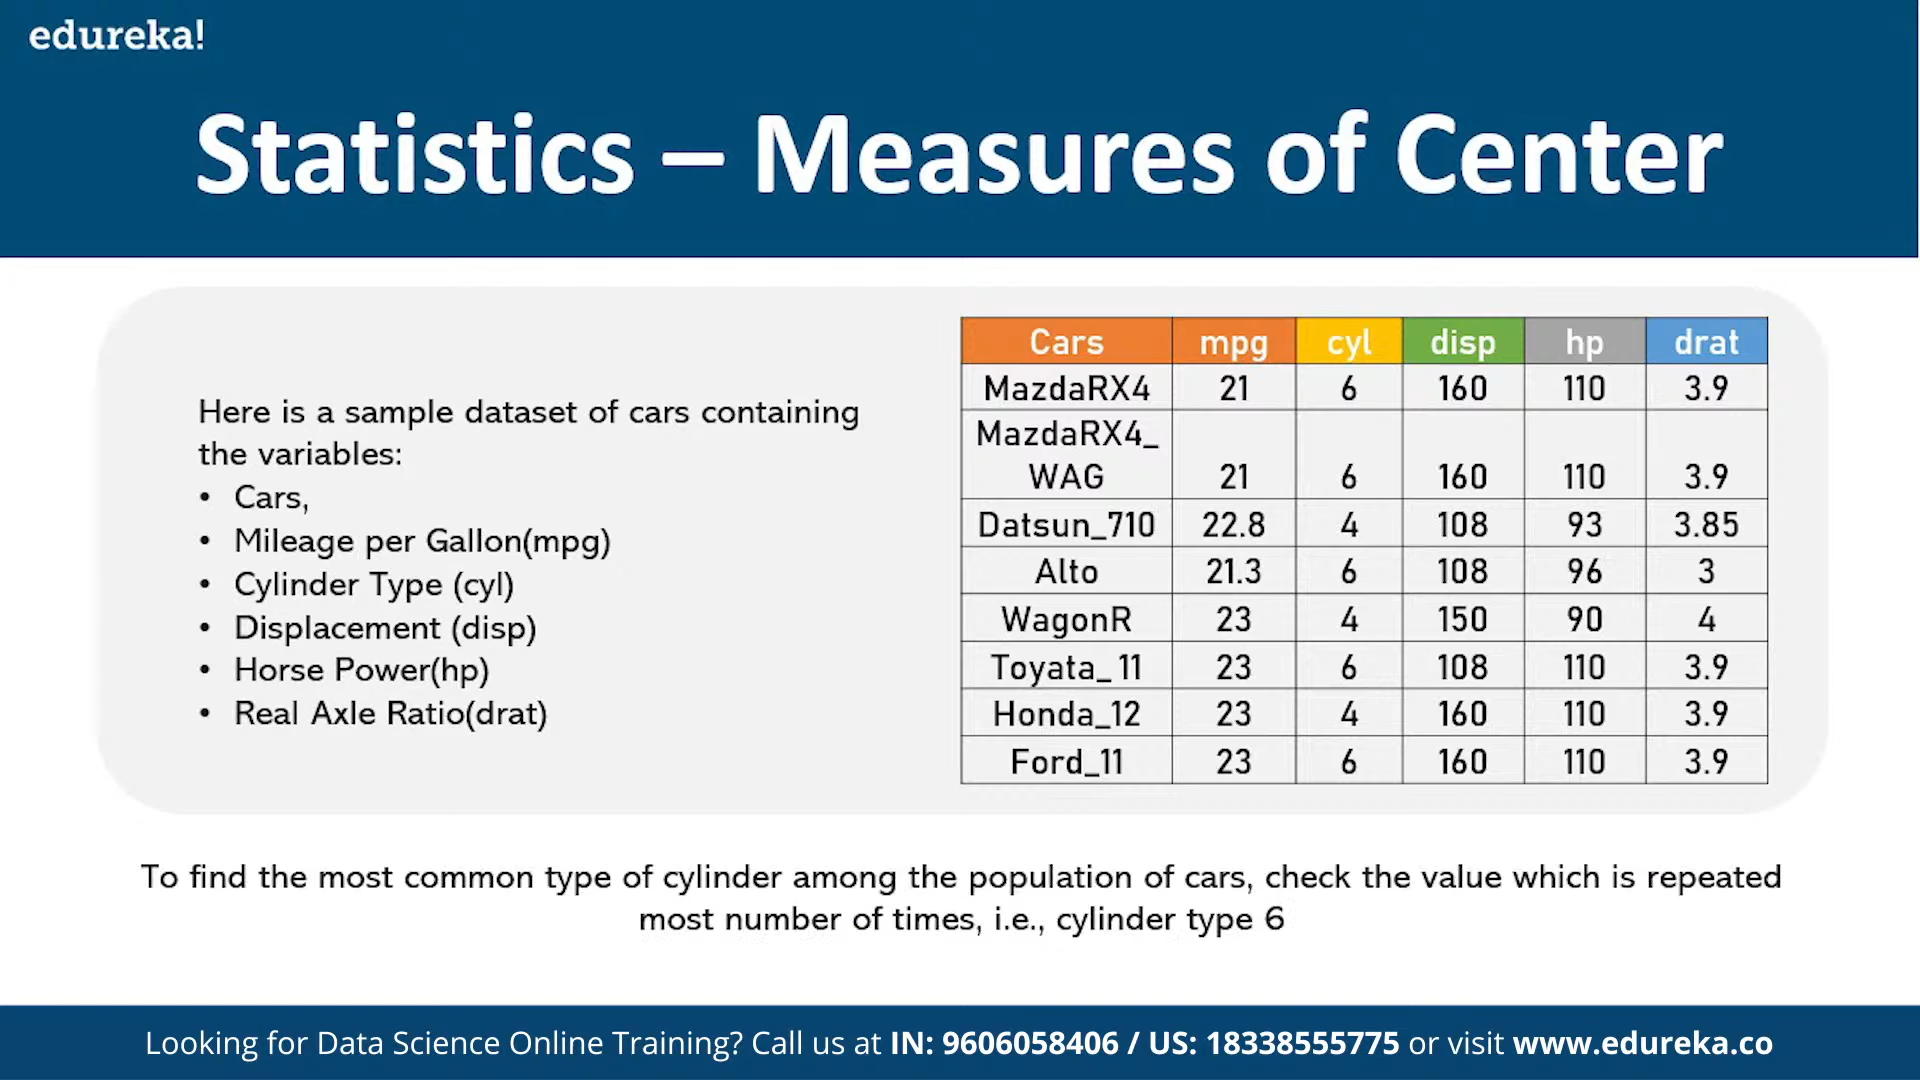 edureka!
Statistics – Measures of Center
Here is a sample dataset of cars containing
the variables:
• Cars,
• Mileage per Gallon(mpg)
• Cylinder Type (cyl)
• Displacement (disp)
• Horse Power(hp)
• Real Axle Ratio(drat)
Cars mpg cyl disp hp drat
MazdaRX4 21 6 160 110 3.9
MazdaRX4_
WAG 21 6 160 110 3.9
Datsun_710 22.8 4 108 93 3.85
Alto 21.3 6 108 96 3
WagonR 23 4 150 90 4
Toyata_11 23 6 108 110 3.9
Honda_12 23 4 160 110 3.9
Ford_11 23 6 160 110 3.9
To find the most common type of cylinder among the population of cars, check the value which is repeated
most number of times, i.e., cylinder type 6
Looking for Data Science Online Training? Call us at IN: 9606058406 / US: 18338555775 or visit www.edureka.co